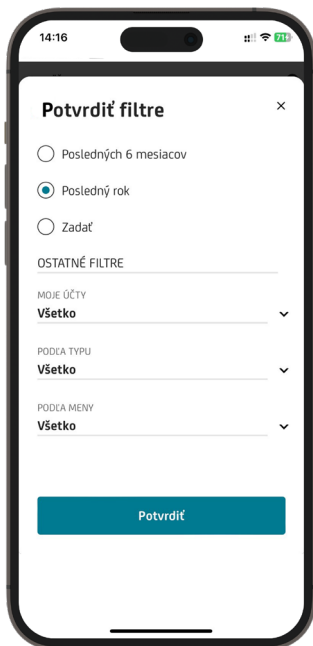 14:16
71
Potvrdiť filtre
Posledných 6 mesiacov
Posledný rok
Zadať
OSTATNÉ FILTRE
MOJE ÚČTY
Všetko
PODĽA TYPU
Všetko
PODĽA MENY
Všetko
Potvrdiť